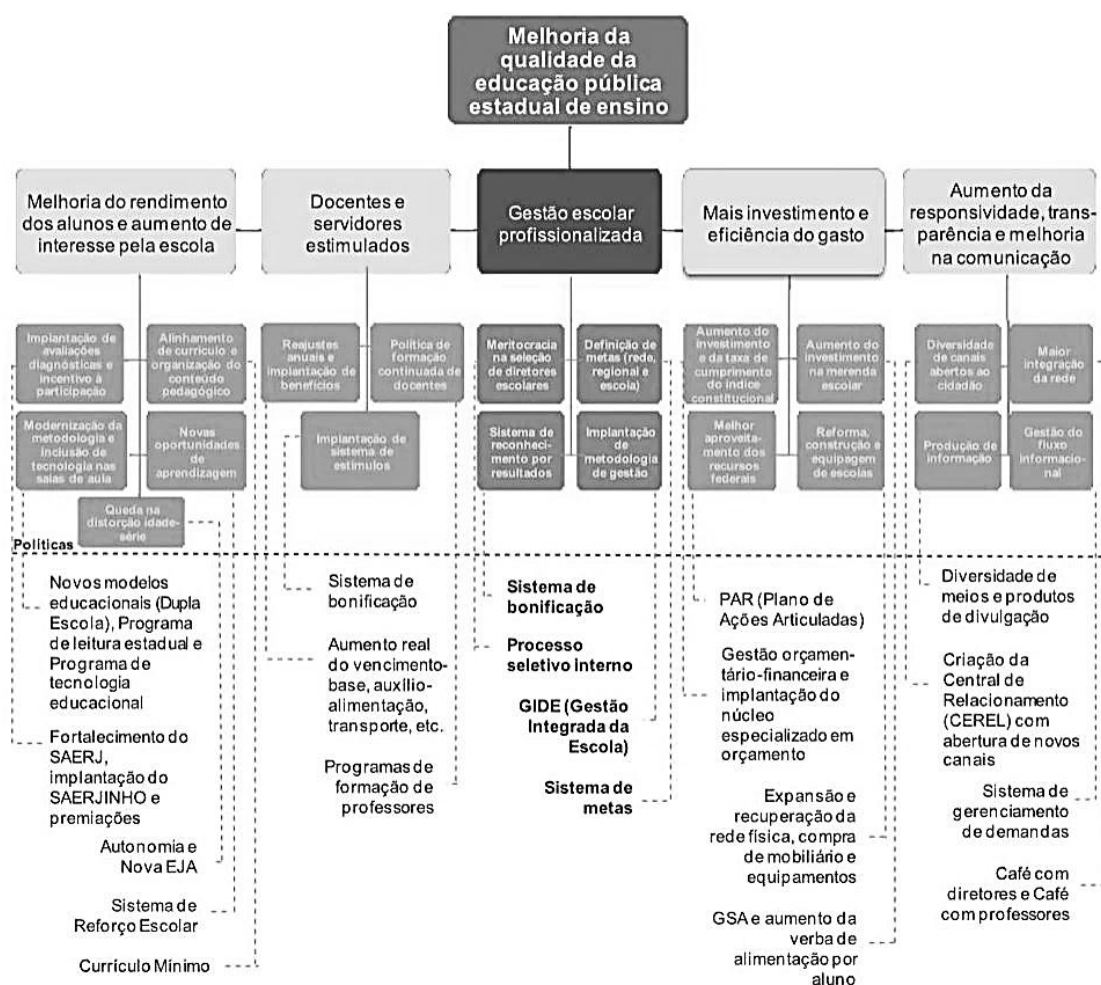 Melhoria da
qualidade da
educação pública
estadual de ensino
Melhoria do rendimento
dos alunos e aumento de
interesse pela escola
Docentes e
servidores
estimulados
Gestão escolar
profissionalizada
Mais investimento e
eficiência do gasto
Aumento da
responsividade, trans-
parência e melhoria
na comunicação
Implantação de
avaliações
diagnósticas e
incentivo à
participação
Alinhamento de
currículo e
organização do
conteúdo
pedagógico
Modernização da
metodologia e
inclusão de
tecnologia nas
salas de aula
Novas
oportunidades de
aprendizagem
Queda na
distorção idade-
série
Reajustes
anuais e
implantação de
benefícios
Política de
formação
continuada de
docentes
Implantação de
sistema de
estímulos
Meritocracia
na seleção
de diretores
escolares
Definição de
metas (rede,
regional e
escola)
Sistema de
reconhecimento
por
resultados
Implantação
de
metodologia
de gestão
Aumento do
investimento
e da taxa de
cumprimento
do índice
constitucional
Aumento do
investimento
na merenda
escolar
Melhor
aproveita-
mento dos
recursos
federais
Reforma,
construção e
equipagem
de escolas
Diversidade
de canais
abertos ao
cidadão
Maior
integração
da rede
Produção de
informação
Gestão do
fluxo
informacio-
nal
Políticas
Novos modelos
educacionais (Dupla
Escola), Programa
de leitura estadual e
Programa de
tecnologia
educacional
Fortalecimento do
SAERJ,
implantação do
SAERJINHO e
premiações
Autonomia e
Nova EJA
Sistema de
Reforço Escolar
Currículo Mínimo
Sistema de
bonificação
Aumento real
do vencimento-
base, auxílio-
alimentação,
transporte, etc.
Programas de
formação de
professores
Sistema de
bonificação
Processo
seletivo interno
GIDE (Gestão
Integrada da
Escola)
Sistema de
metas
PAR (Plano de
Ações Articuladas)
Gestão orçamen-
tário-financeira e
implantação do
núcleo
especializado em
orçamento
Expansão e
recuperação da
rede física, compra
de mobiliário e
equipamentos
GSA e aumento da
verba de
alimentação por
aluno
Diversidade de
meios e produtos
de divulgação
Criação da
Central de
Relacionamento
(CEREL) com
abertura de novos
canais
Sistema de
gerenciamento
de demandas
Café com
diretores e Café
com professores